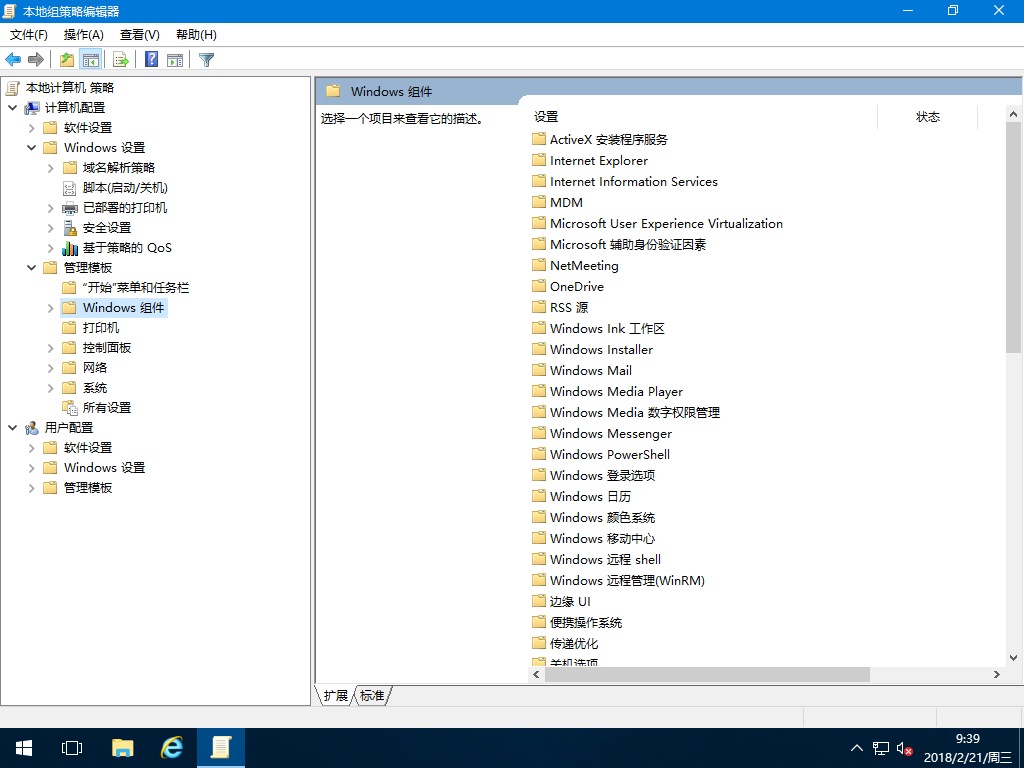 本地组策略编辑器
文件(F) 操作(A) 查看(V) 帮助(H)
本地计算机 策略
计算机配置
软件设置
Windows 设置
域名解析策略
脚本(启动/关机)
已部署的打印机
安全设置
基于策略的 QoS
管理模板
"开始"菜单和任务栏
Windows 组件
打印机
控制面板
网络
系统
所有设置
用户配置
软件设置
Windows 设置
管理模板
Windows 组件
选择一个项目来查看它的描述。
设置 状态
ActiveX 安装程序服务
Internet Explorer
Internet Information Services
MDM
Microsoft User Experience Virtualization
Microsoft 辅助身份验证因素
NetMeeting
OneDrive
RSS 源
Windows Ink 工作区
Windows Installer
Windows Mail
Windows Media Player
Windows Media 数字权限管理
Windows Messenger
Windows PowerShell
Windows 登录选项
Windows 日历
Windows 颜色系统
Windows 移动中心
Windows 远程 shell
Windows 远程管理(WinRM)
边缘 UI
便携操作系统
传递优化
关机选项
扩展 标准
9:39
2018/2/21/周三